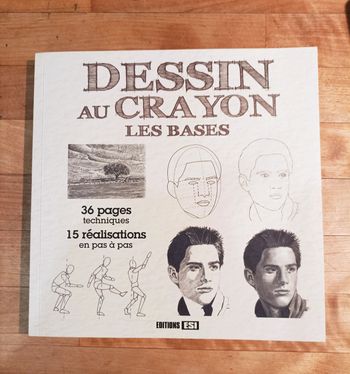 DESSIN
AU CRAYON
LES BASES
36 pages
techniques
15 réalisations
en pas à pas
EDITIONS ESI